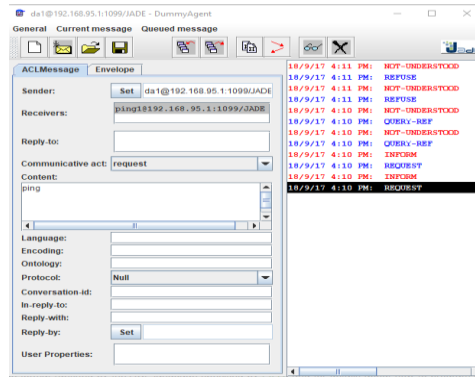 da1@192.168.95.1:1099/JADE - DummyAgent
General Current message Queued message
ACLMessage Envelope
Sender: Set da1@192.168.95.1:1099/JADE
Receivers: ping1@192.168.95.1:1099/JADE
Reply-to:
Communicative act: request
Content:
ping
Language:
Encoding:
Ontology:
Protocol: Null
Conversation-id:
In-reply-to:
Reply-with:
Reply-by: Set
User Properties:
18/9/17 4:11 PM: NOT-UNDERSTOOD
18/9/17 4:11 PM: REFUSE
18/9/17 4:11 PM: NOT-UNDERSTOOD
18/9/17 4:11 PM: REFUSE
18/9/17 4:10 PM: NOT-UNDERSTOOD
18/9/17 4:10 PM: QUERY-REF
18/9/17 4:10 PM: NOT-UNDERSTOOD
18/9/17 4:10 PM: QUERY-REF
18/9/17 4:10 PM: INFORM
18/9/17 4:10 PM: REQUEST
18/9/17 4:10 PM: INFORM
18/9/17 4:10 PM: REQUEST